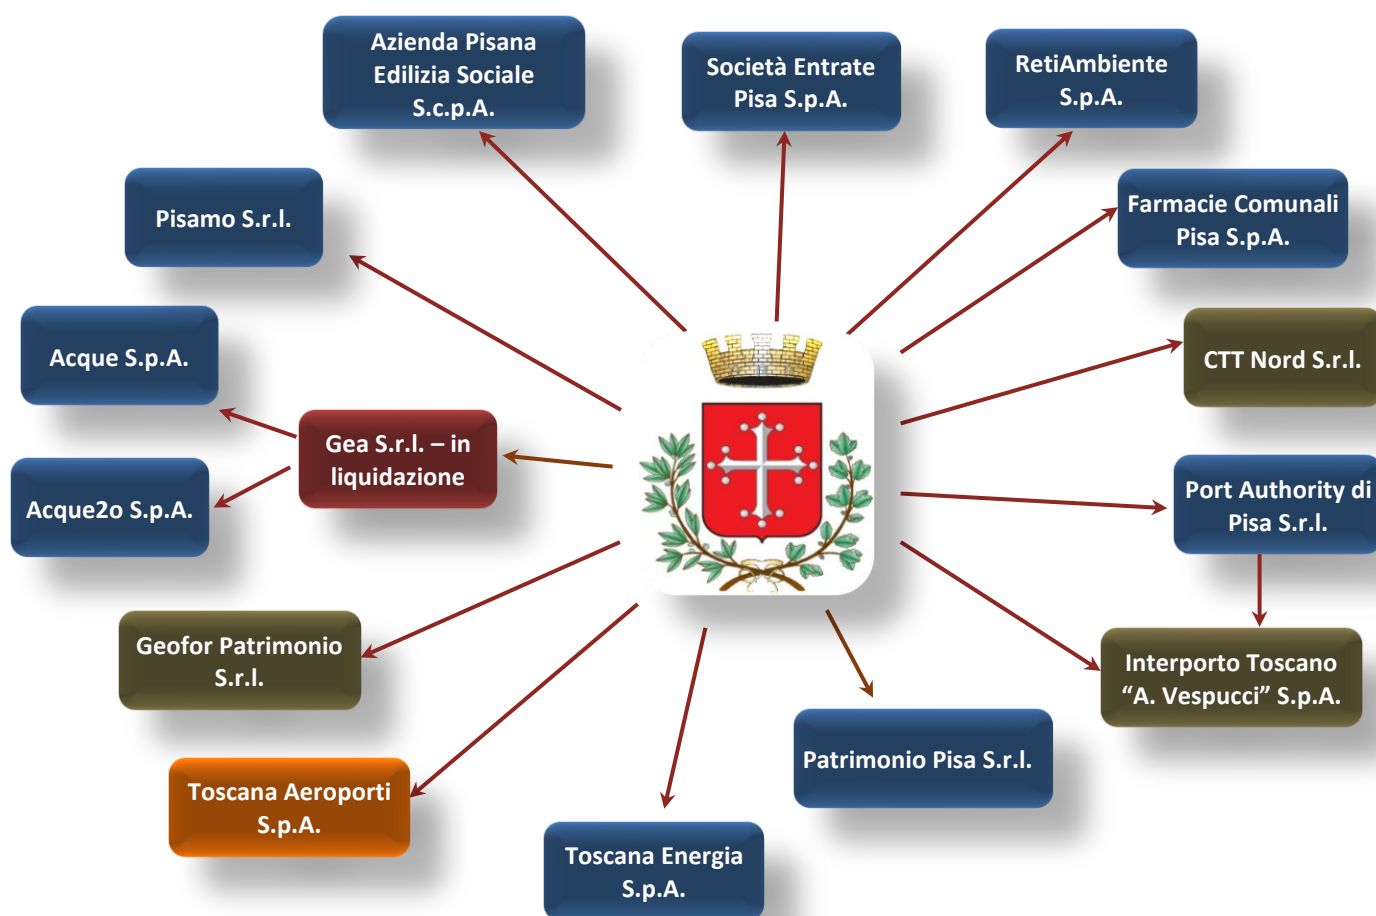 Azienda Pisana
Edilizia Sociale
S.c.p.A.
Società Entrate
Pisa S.p.A.
RetiAmbiente
S.p.A.
Pisamo S.r.l.
Farmacie Comunali
Pisa S.p.A.
Acque S.p.A.
CTT Nord S.r.l.
Gea S.r.l. – in
liquidazione
Acque2o S.p.A.
Port Authority di
Pisa S.r.l.
Geofor Patrimonio
S.r.l.
Interporto Toscano
“A. Vespucci” S.p.A.
Patrimonio Pisa S.r.l.
Toscana Aeroporti
S.p.A.
Toscana Energia
S.p.A.